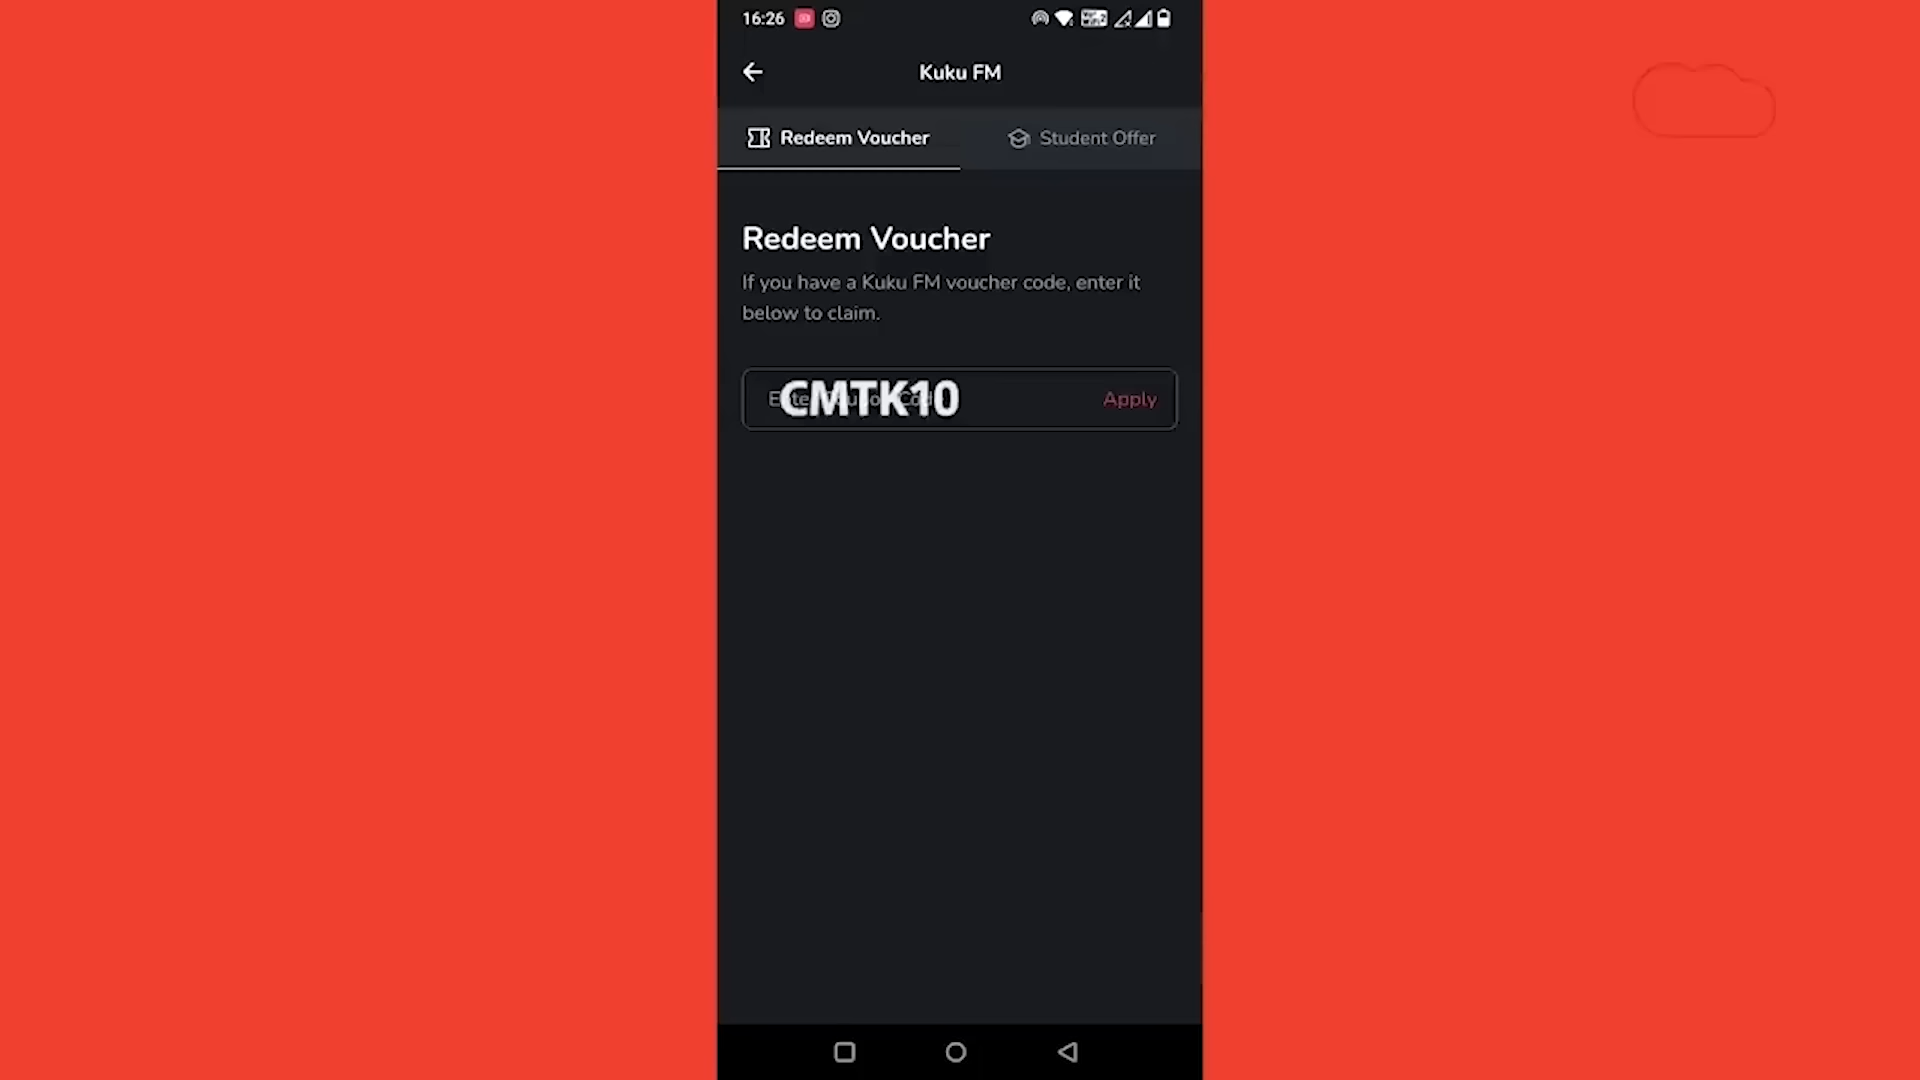 16:26
Kuku FM
Redeem Voucher
Student Offer
Redeem Voucher
If you have a Kuku FM voucher code, enter it
below to claim.
CMTK10
Apply